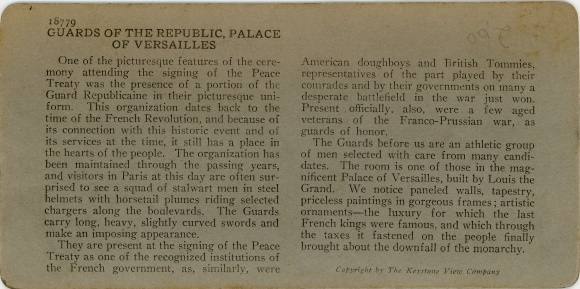 18779
GUARDS OF THE REPUBLIC, PALACE
OF VERSAILLES
One of the picturesque features of the cere-
mony attending the signing of the Peace
Treaty was the presence of a portion of the
Guard Republicaine in their picturesque uni-
form. This organization dates back to the
time of the French Revolution, and because of
its connection with this historic event and of
its services at the time, it still has a place in
the hearts of the people. The organization has
been maintained through the passing years,
and visitors in Paris at this day are often sur-
prised to see a squad of stalwart men in steel
helmets with horsetail plumes riding selected
chargers along the boulevards. The Guards
carry long, heavy, slightly curved swords and
make an imposing appearance.
They are present at the signing of the Peace
Treaty as one of the recognized institutions of
the French government, as, similarly, were
American doughboys and British Tommies,
representatives of the part played by their
comrades and by their governments on many a
desperate battlefield in the war just won.
Present officially, also, were a few aged
veterans of the Franco-Prussian war, as
guards of honor.
The Guards before us are an athletic group
of men selected with care from many candi-
dates. The room is one of those in the mag-
nificent Palace of Versailles, built by Louis the
Grand. We notice paneled walls, tapestry,
priceless paintings in gorgeous frames; artistic
ornaments—the luxury for which the last
French kings were famous, and which through
the taxes it fastened on the people finally
brought about the downfall of the monarchy.
Copyright by The Keystone View Company